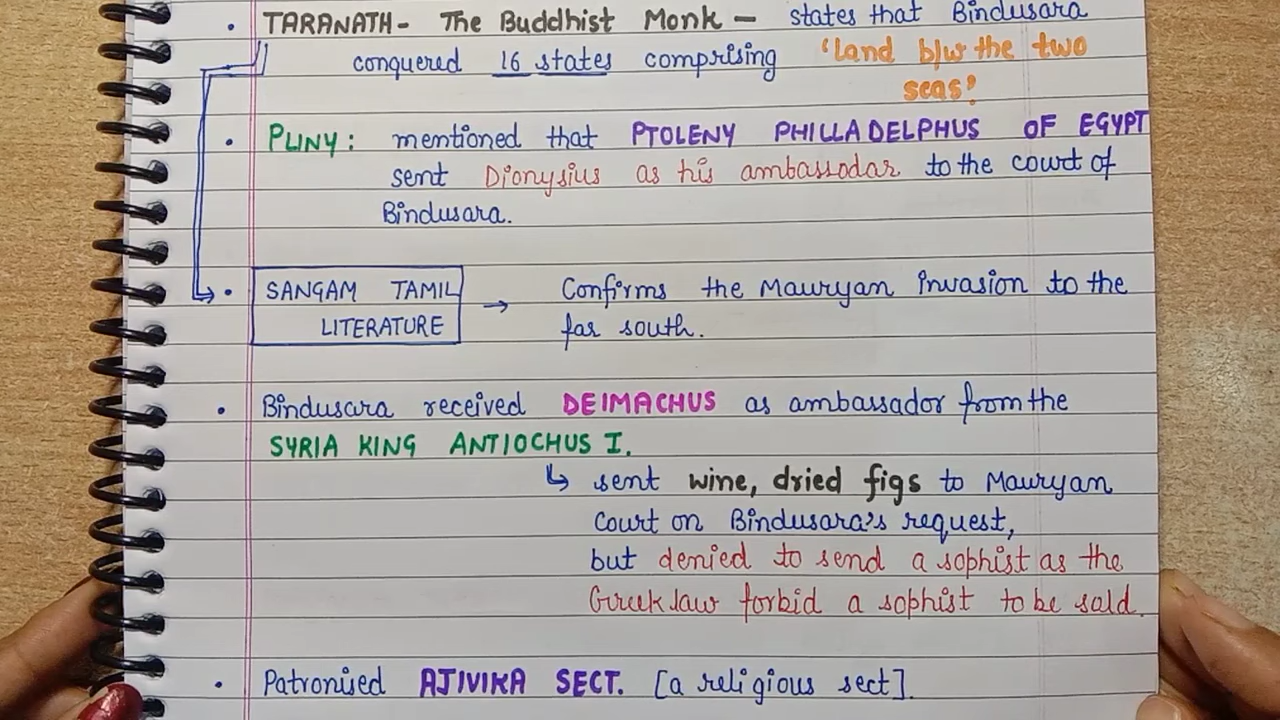 • TARANATH- The Buddhist Monk — states that Bindusara
conquered 16 states comprising 'land b/w the two
seas'
• PLINY: mentioned that PTOLENY PHILLADELPHUS OF EGYPT
sent Dionysius as his ambassodar to the court of
Bindusara.
• SANGAM TAMIL LITERATURE → Confirms the Mauryan invasion to the
far south.
• Bindusara received DEIMACHUS as ambassador from the
SYRIA KING ANTIOCHUS I.
↳ sent wine, dried figs to Mauryan
Court on Bindusara's request,
but denied to send a sophist as the
Greek law forbid a sophist to be sold.
• Patronised AJIVIKA SECT. [a religious sect].